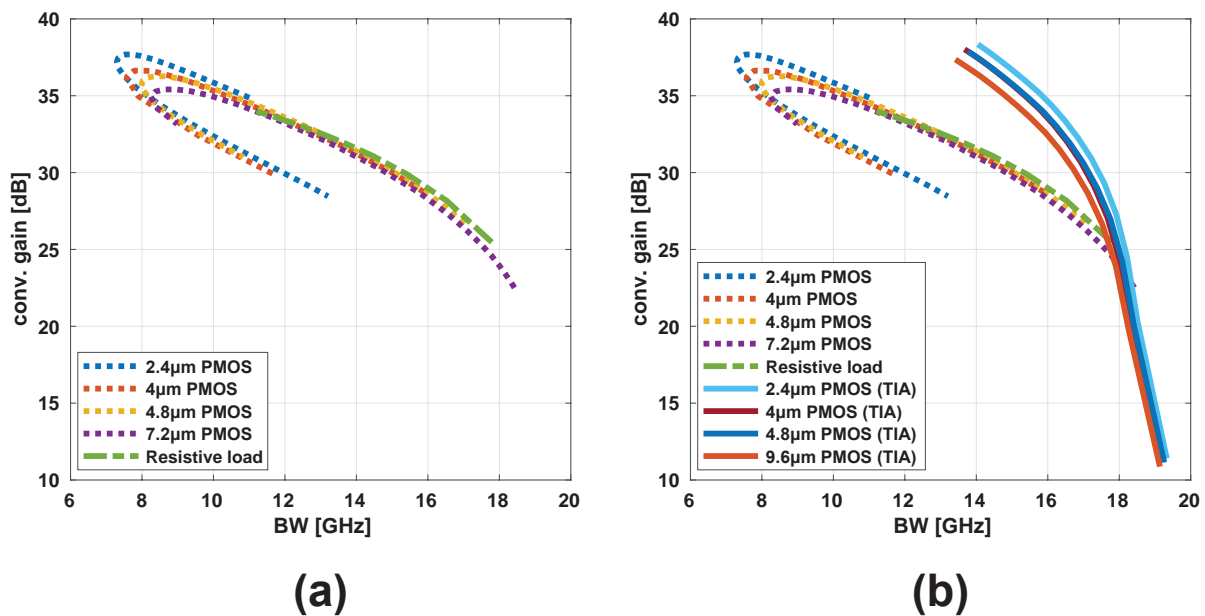 40
35
30
25
20
15
10
conv. gain [dB]
2.4μm PMOS
4μm PMOS
4.8μm PMOS
7.2μm PMOS
Resistive load
6 8 10 12 14 16 18 20
BW [GHz]
(a)
40
35
30
25
20
15
10
conv. gain [dB]
2.4μm PMOS
4μm PMOS
4.8μm PMOS
7.2μm PMOS
Resistive load
2.4μm PMOS (TIA)
4μm PMOS (TIA)
4.8μm PMOS (TIA)
9.6μm PMOS (TIA)
6 8 10 12 14 16 18 20
BW [GHz]
(b)